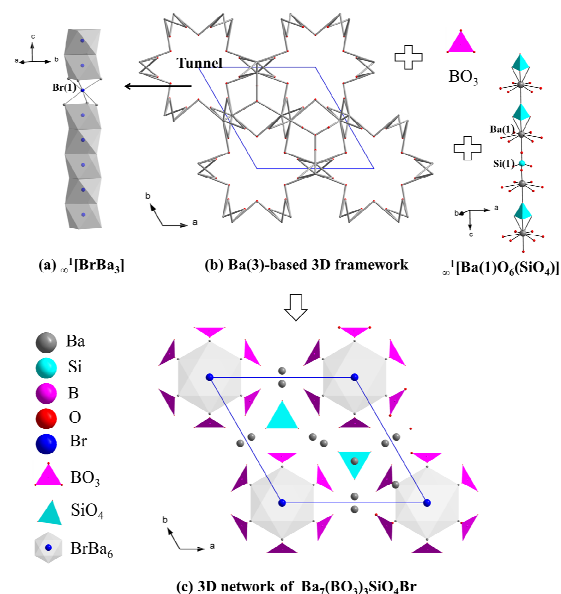 c
a
b
Br(1)
Tunnel
BO₃
Ba(1)
Si(1)
b
a
b
a
c
(a) ∞¹[BrBa₃]
(b) Ba(3)-based 3D framework
∞¹[Ba(1)O₆(SiO₄)]
Ba
Si
B
O
Br
BO₃
SiO₄
BrBa₆
b
a
(c) 3D network of Ba₇(BO₃)₃SiO₄Br